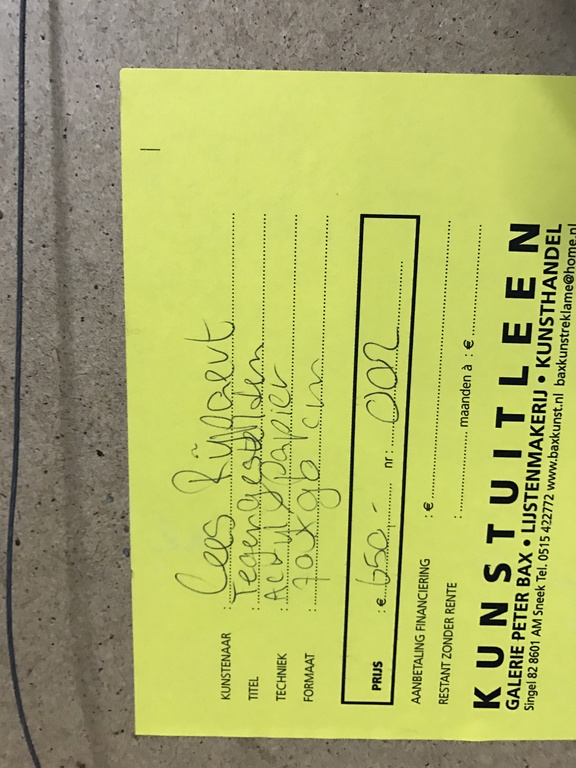 KUNSTENAAR : Cees Rijnaert
TITEL : Tegengestelden
TECHNIEK : Acryl/papier
FORMAAT : 70x90 cm
PRIJS : € 650,- nr : 002
AANBETALING FINANCIERING : €
RESTANT ZONDER RENTE : maanden à : €
KUNSTUITLEEN
GALERIE PETER BAX • LIJSTENMAKERIJ • KUNSTHANDEL
Singel 82 8601 AM Sneek Tel. 0515 422772 www.baxkunst.nl baxkunstreklame@home.nl